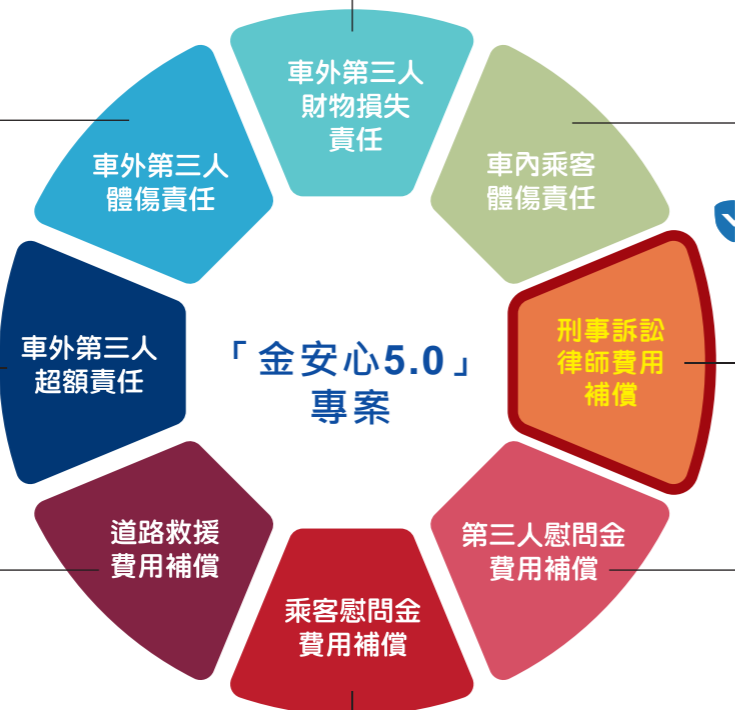 車外第三人
財物損失
責任
車內乘客
體傷責任
刑事訴訟
律師費用
補償
第三人慰問金
費用補償
乘客慰問金
費用補償
道路救援
費用補償
車外第三人
超額責任
車外第三人
體傷責任
「金安心5.0」
專案